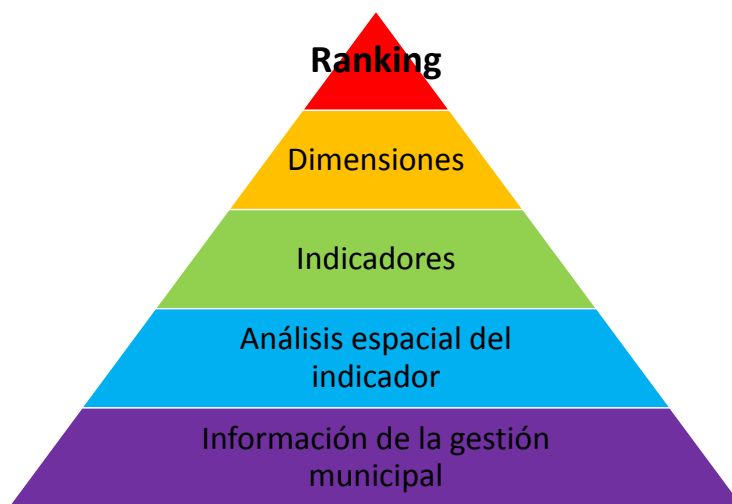 Ranking
Dimensiones
Indicadores
Análisis espacial del
indicador
Información de la gestión
municipal